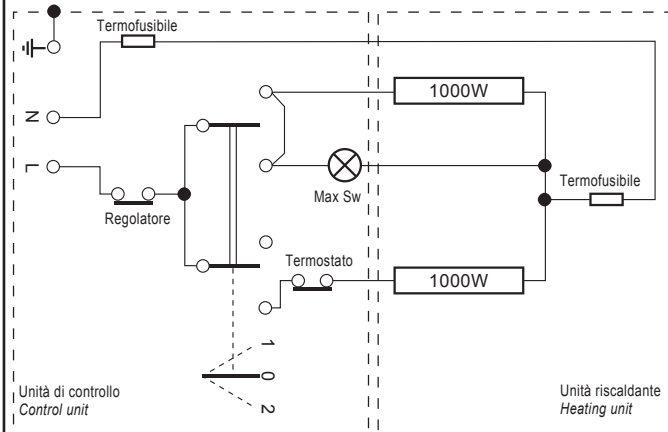 Termofusibile
N
L
Regolatore
1000W
Max Sw
Termofusibile
Termostato
1000W
1
0
2
Unità di controllo
Control unit
Unità riscaldante
Heating unit